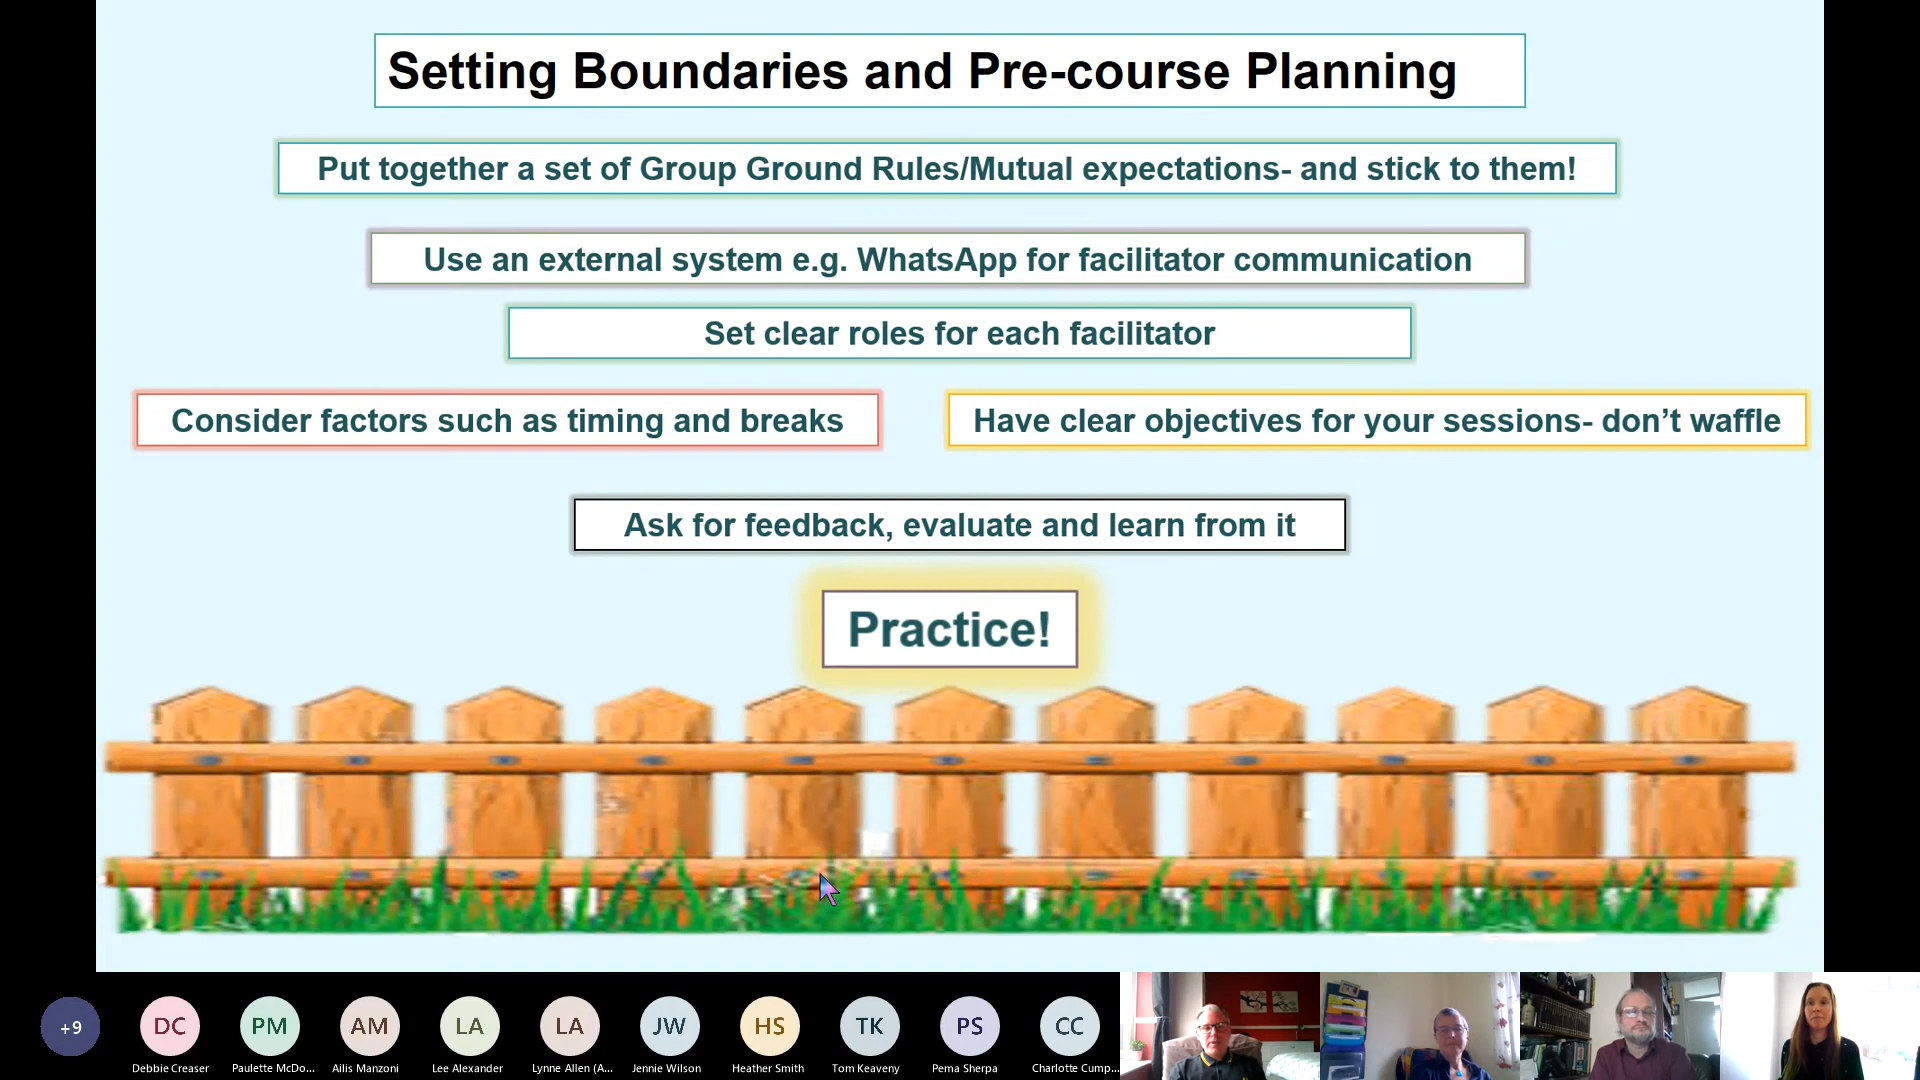 Setting Boundaries and Pre-course Planning
Put together a set of Group Ground Rules/Mutual expectations- and stick to them!
Use an external system e.g. WhatsApp for facilitator communication
Set clear roles for each facilitator
Consider factors such as timing and breaks
Have clear objectives for your sessions- don’t waffle
Ask for feedback, evaluate and learn from it
Practice!
+9
DC
PM
AM
LA
LA
JW
HS
TK
PS
CC
Debbie Creaser
Paulette McDo...
Ailis Manzoni
Lee Alexander
Lynne Allen (A...
Jennie Wilson
Heather Smith
Tom Keaveny
Pema Sherpa
Charlotte Cump...